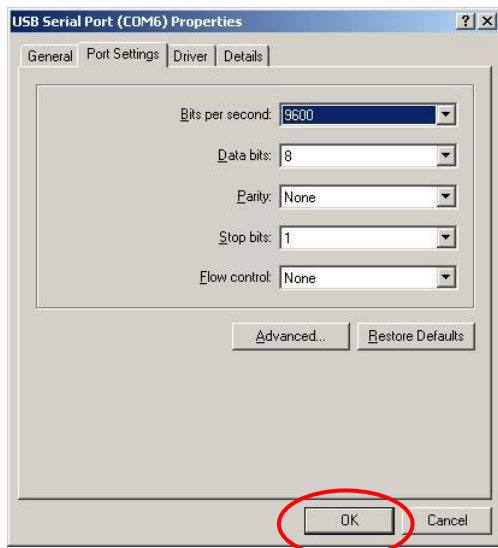 USB Serial Port (COM6) Properties
General Port Settings Driver Details
Bits per second: 9600
Data bits: 8
Parity: None
Stop bits: 1
Flow control: None
Advanced... Restore Defaults
OK Cancel